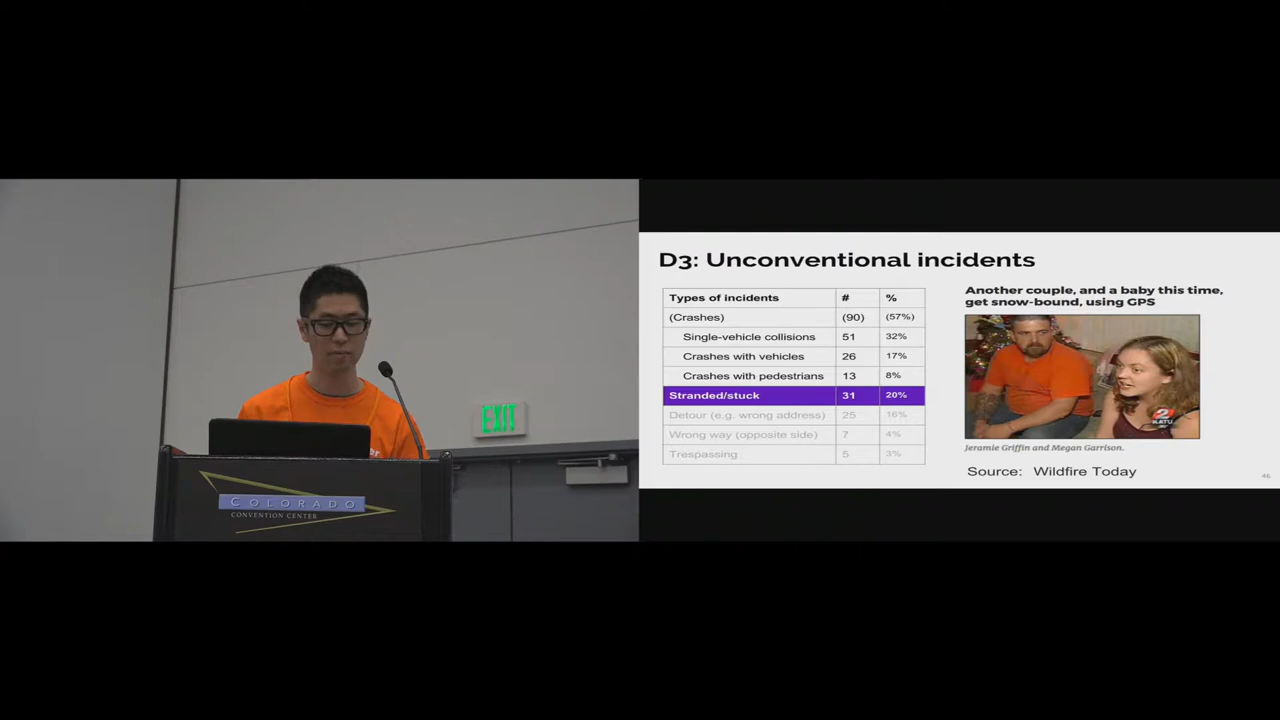 EXIT
COLORADO
CONVENTION CENTER
D3: Unconventional incidents
Types of incidents # %
(Crashes) (90) (57%)
Single-vehicle collisions 51 32%
Crashes with vehicles 26 17%
Crashes with pedestrians 13 8%
Stranded/stuck 31 20%
Detour (e.g. wrong address) 25 16%
Wrong way (opposite side) 7 4%
Trespassing 5 3%
Another couple, and a baby this time,
get snow-bound, using GPS
2
KATU
Jeramie Griffin and Megan Garrison.
Source: Wildfire Today
46